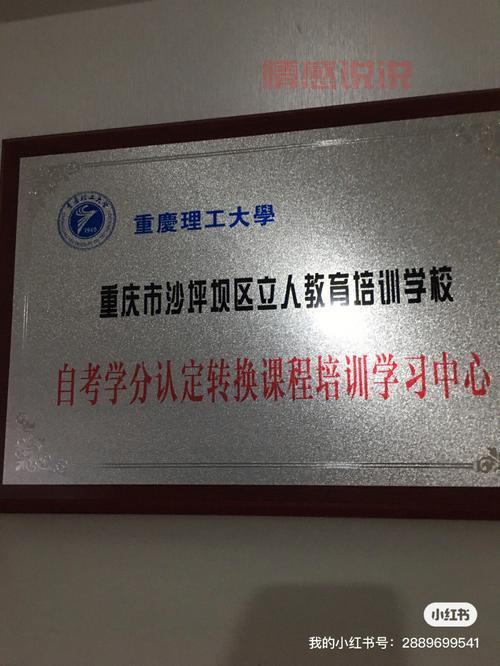 情感说说
重慶理工大學
1940
重庆市沙坪坝区立人教育培训学校
自考学分认定转换课程培训学习中心
小红书
我的小红书号：2889699541